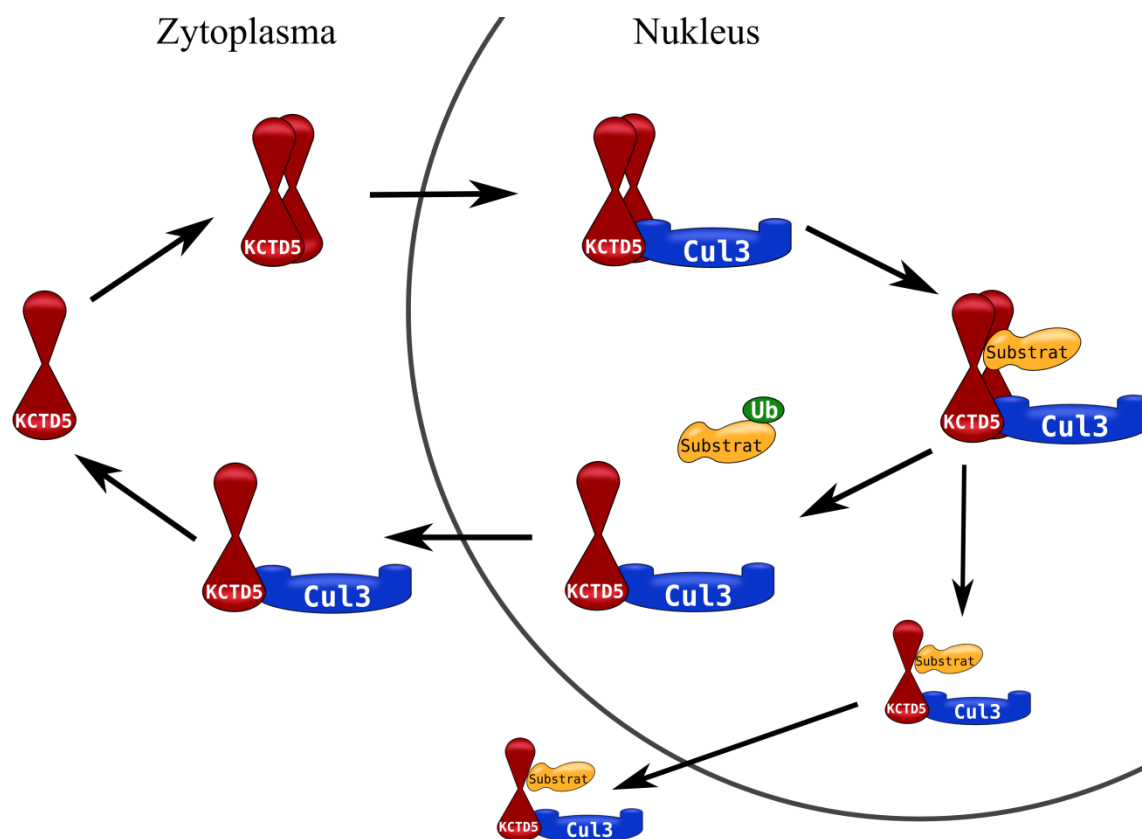 Zytoplasma
Nukleus
KCTD5
KCTD5
Cul3
KCTD5
Substrat
KCTD5
Cul3
Ub
Substrat
KCTD5
Cul3
KCTD5
Cul3
Substrat
KCTD5
Cul3
Substrat
KCTD5
Cul3